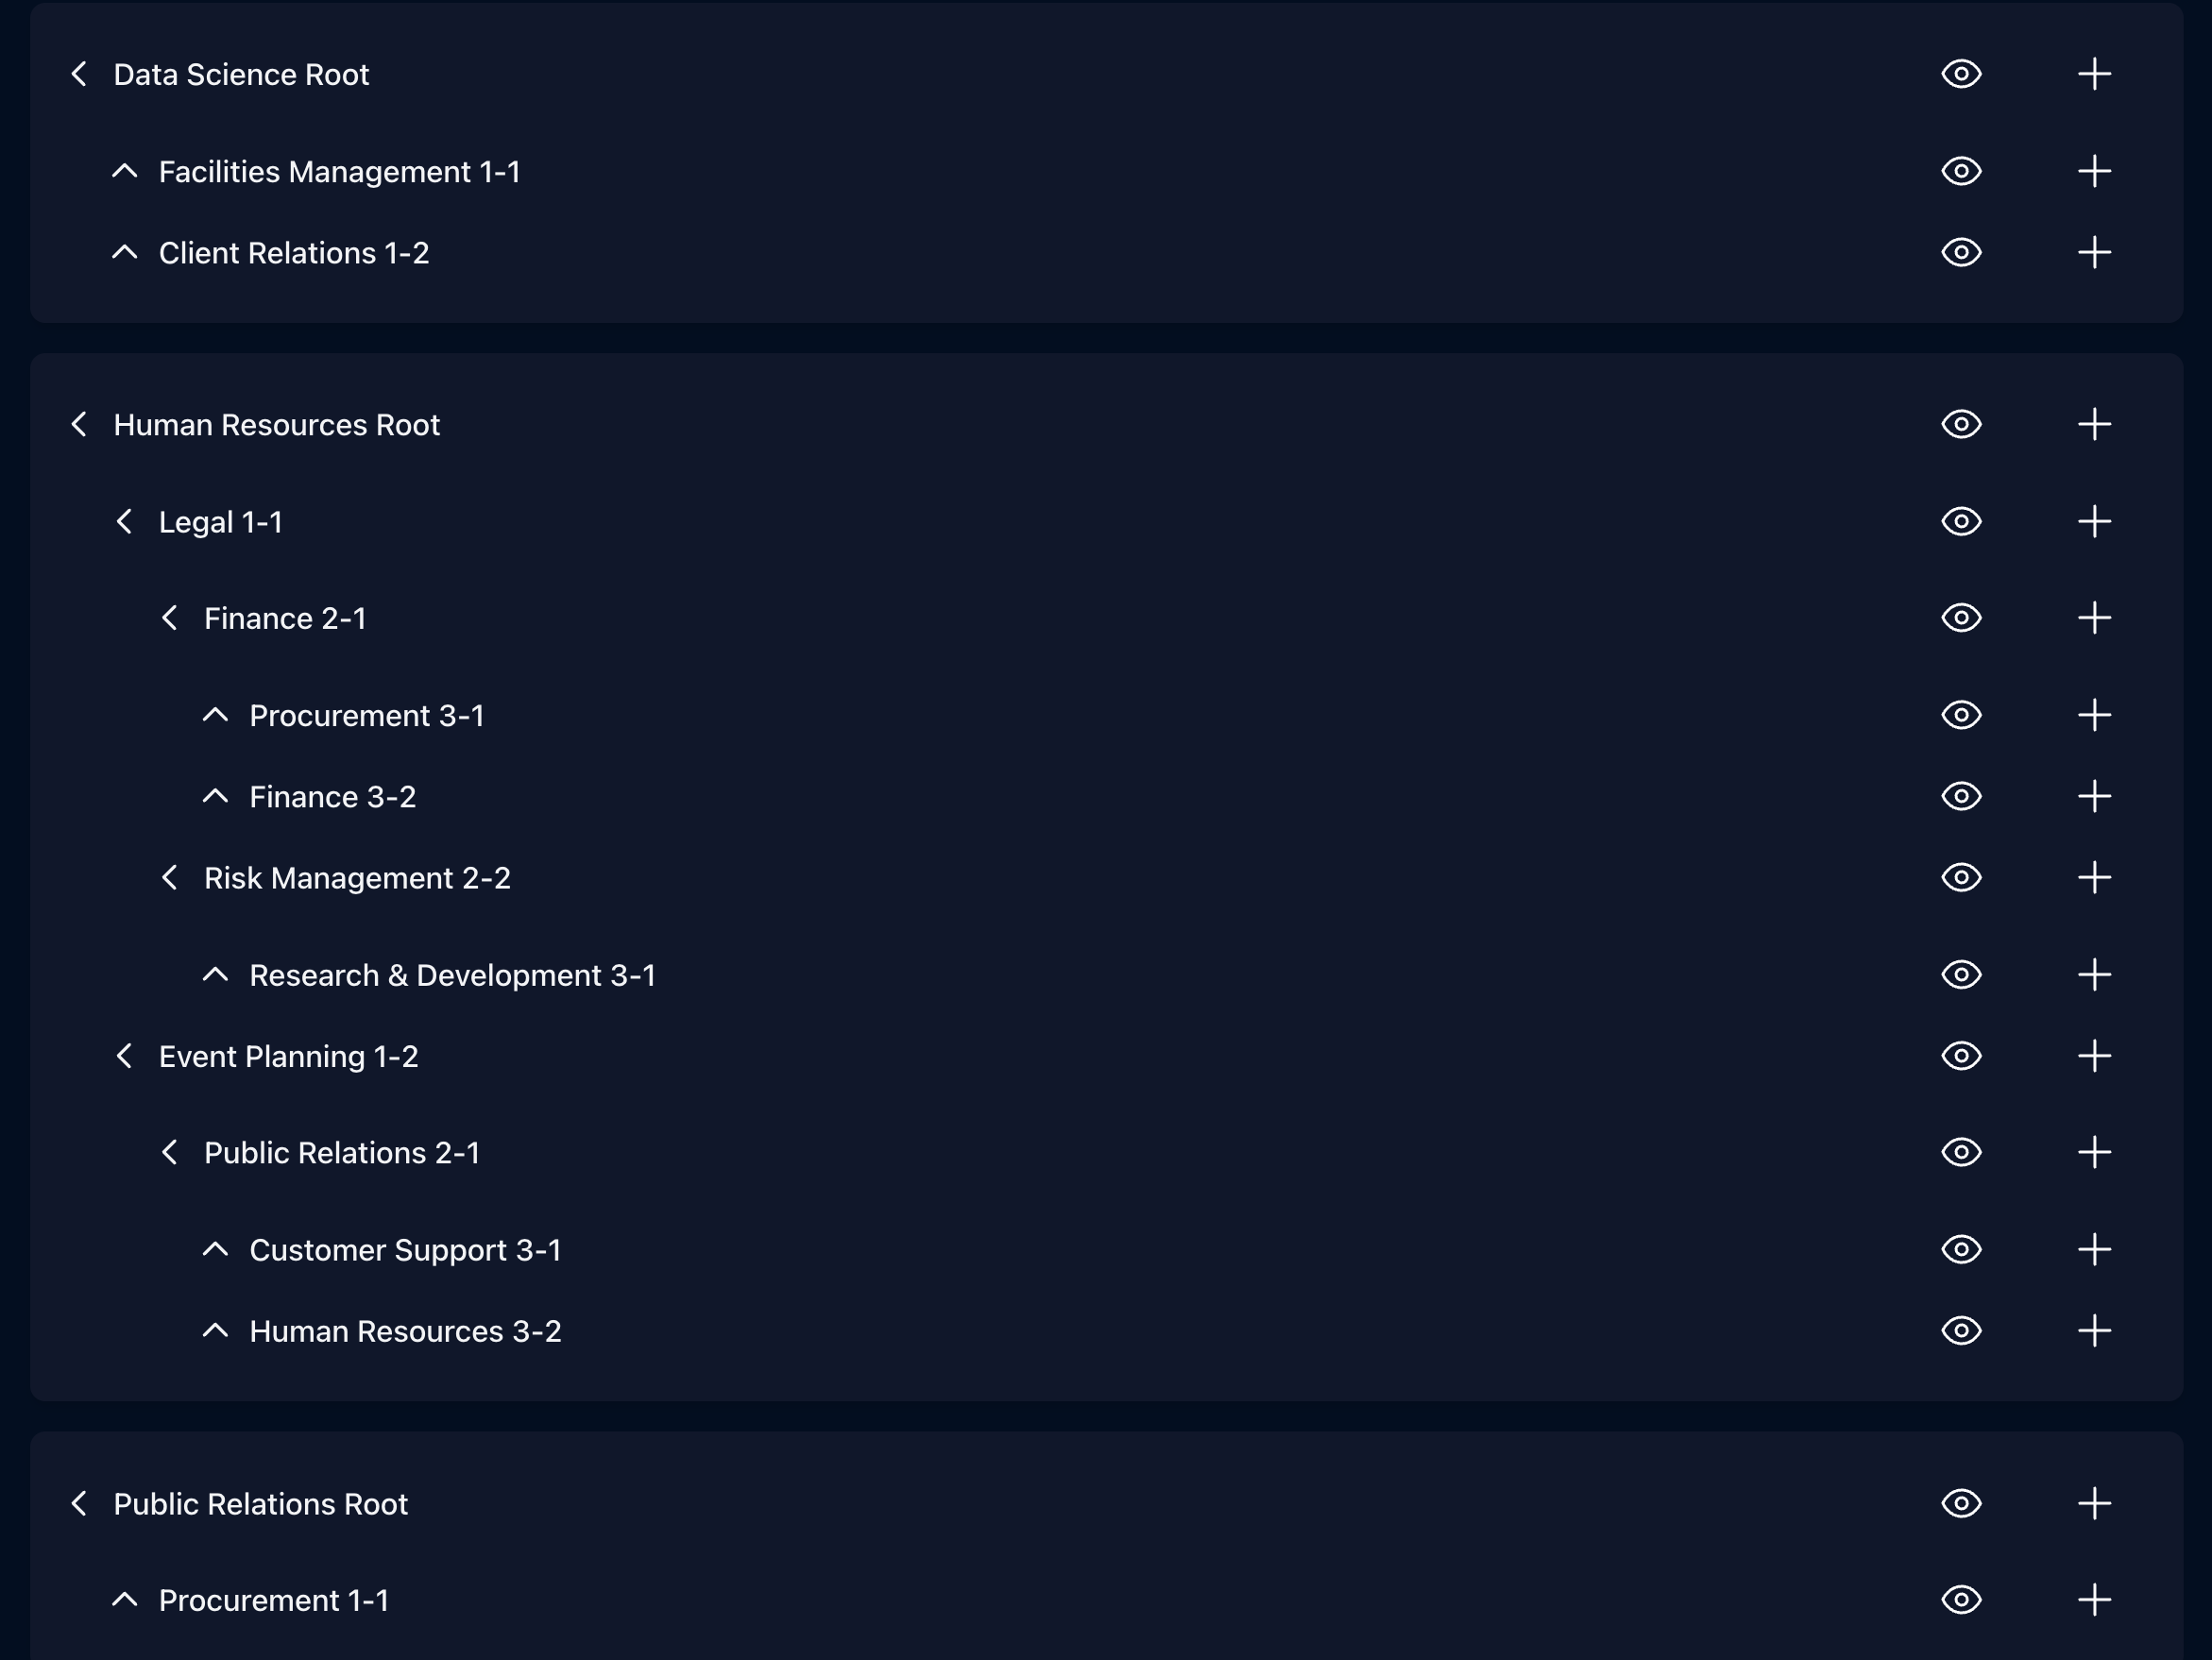 Data Science Root
Facilities Management 1-1
Client Relations 1-2
Human Resources Root
Legal 1-1
Finance 2-1
Procurement 3-1
Finance 3-2
Risk Management 2-2
Research & Development 3-1
Event Planning 1-2
Public Relations 2-1
Customer Support 3-1
Human Resources 3-2
Public Relations Root
Procurement 1-1